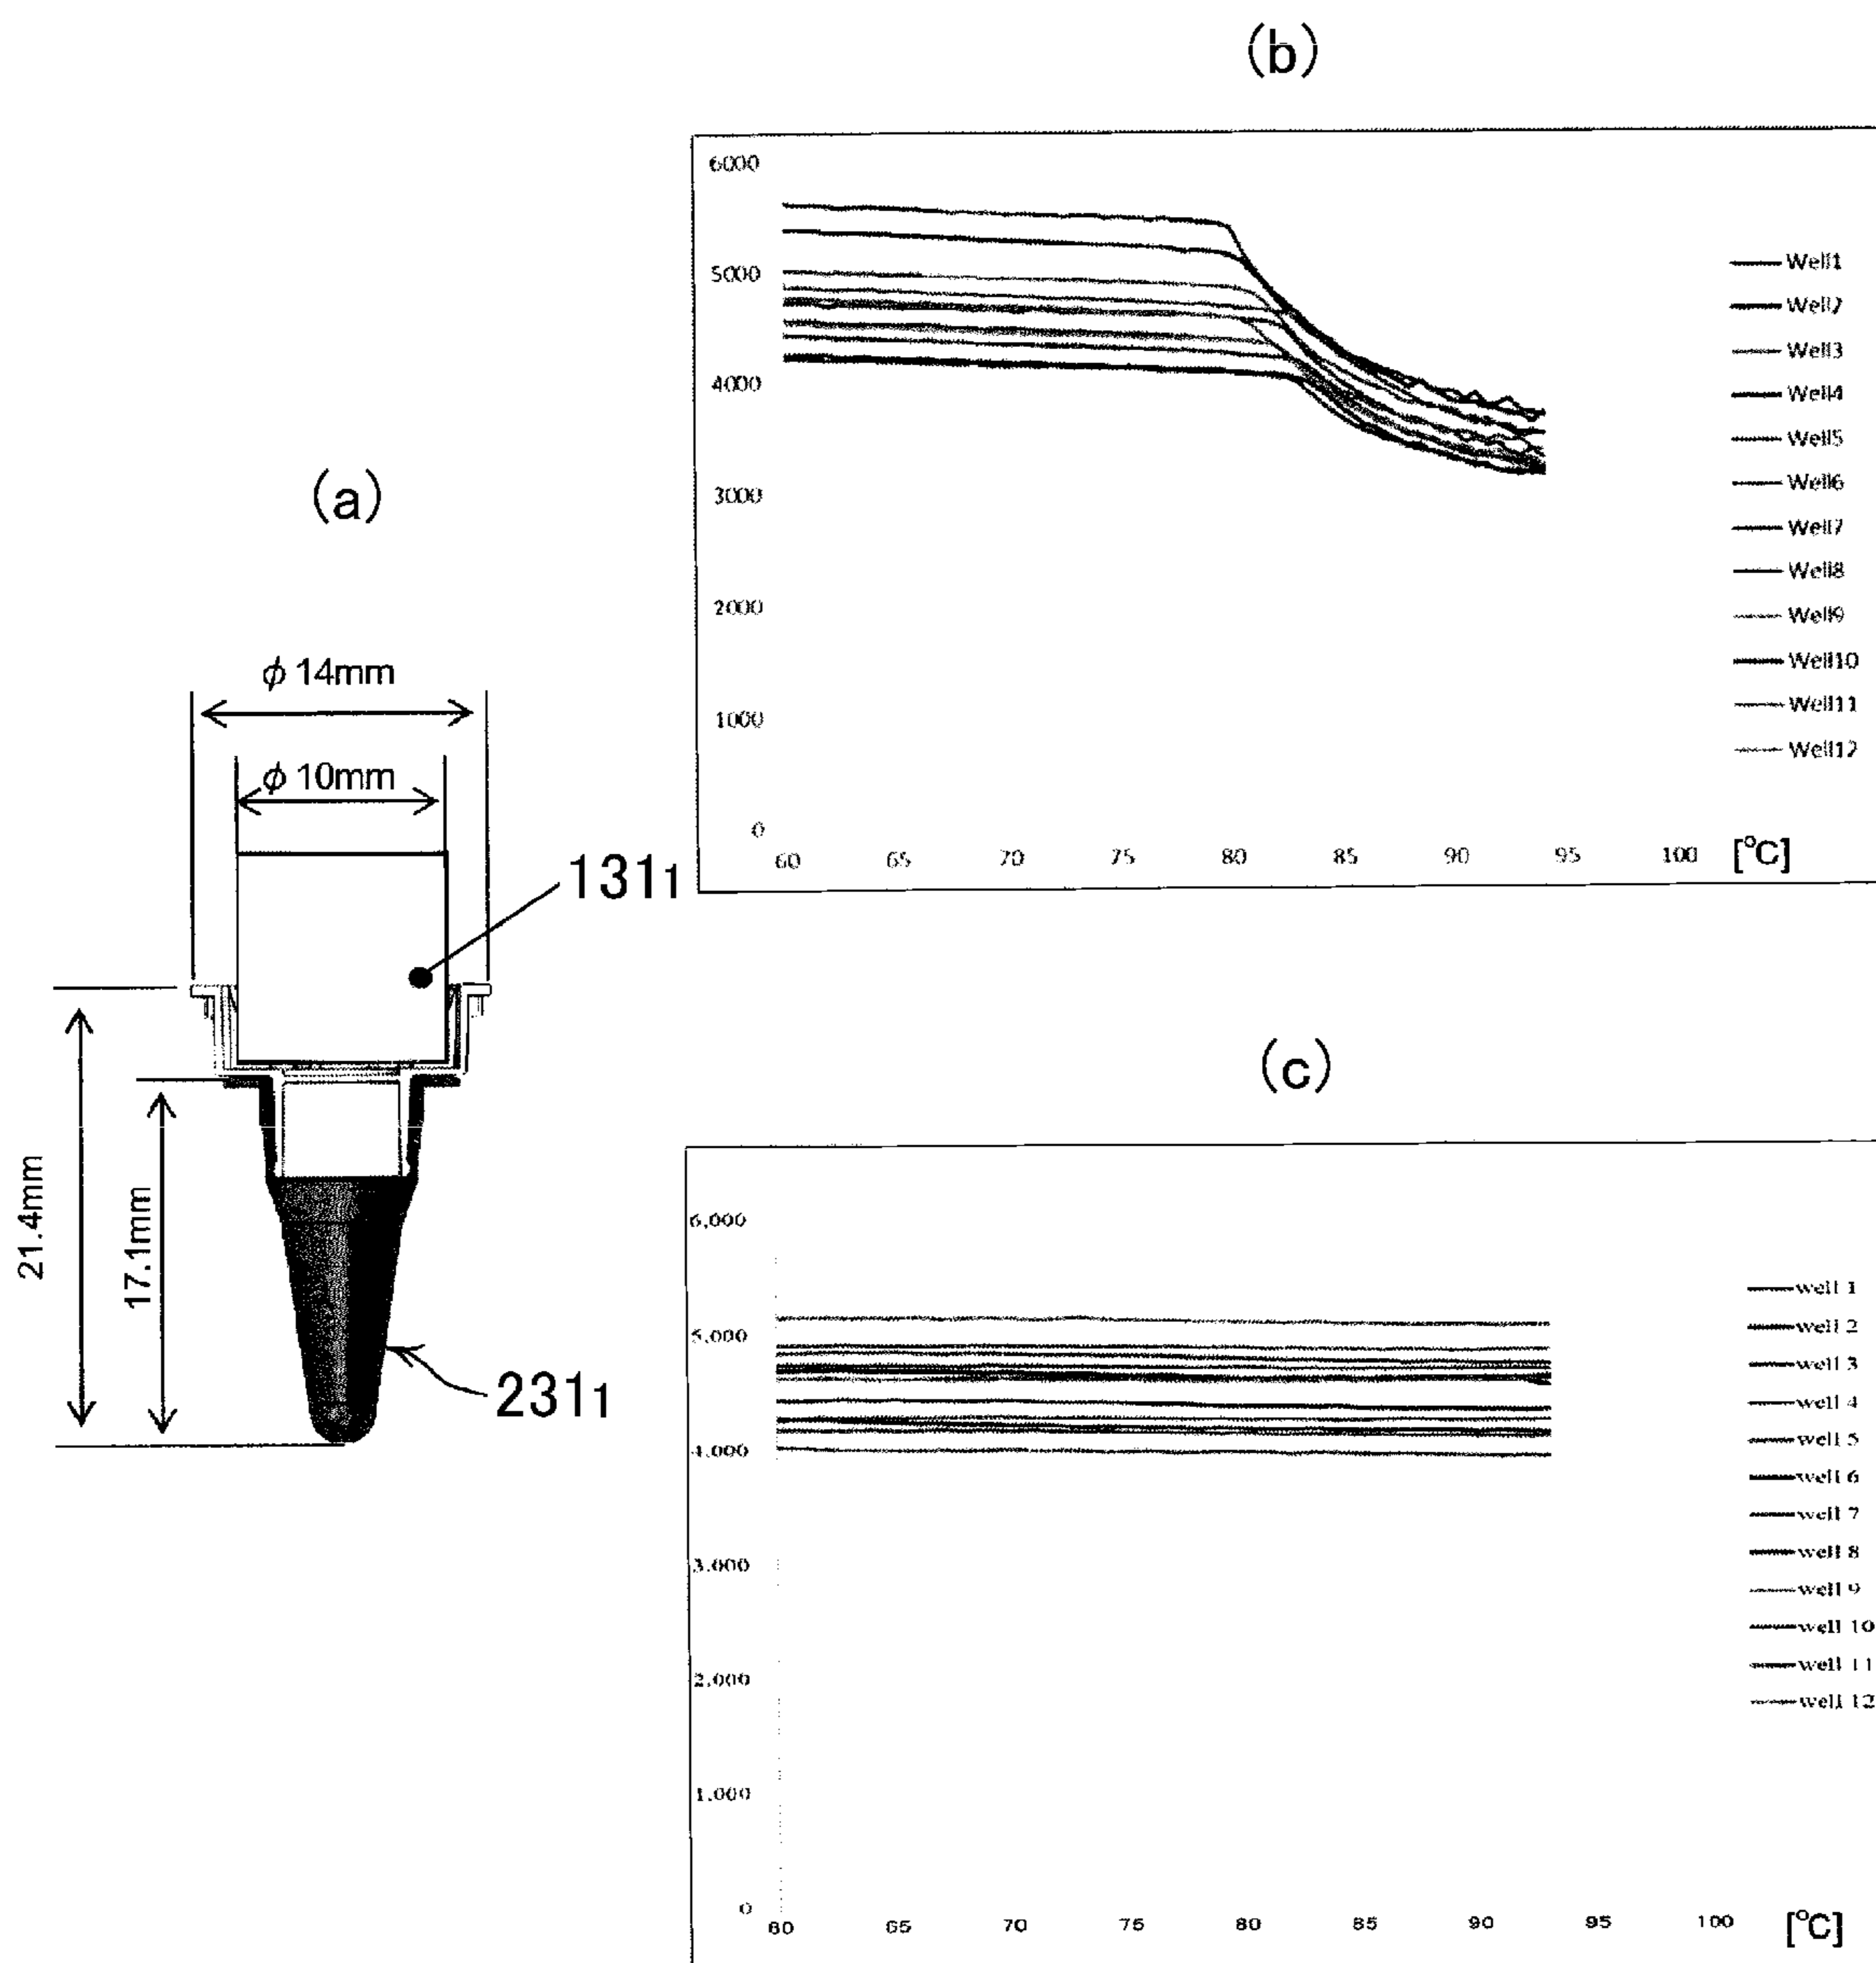 (a)
φ 14mm
φ 10mm
131₁
21.4mm
17.1mm
231₁
(b)
6000
5000
4000
3000
2000
1000
0
60 65 70 75 80 85 90 95 100 [°C]
Well1
Well2
Well3
Well4
Well5
Well6
Well7
Well8
Well9
Well10
Well11
Well12
(c)
6,000
5,000
4,000
3,000
2,000
1,000
0
60 65 70 75 80 85 90 95 100 [°C]
well 1
well 2
well 3
well 4
well 5
well 6
well 7
well 8
well 9
well 10
well 11
well 12